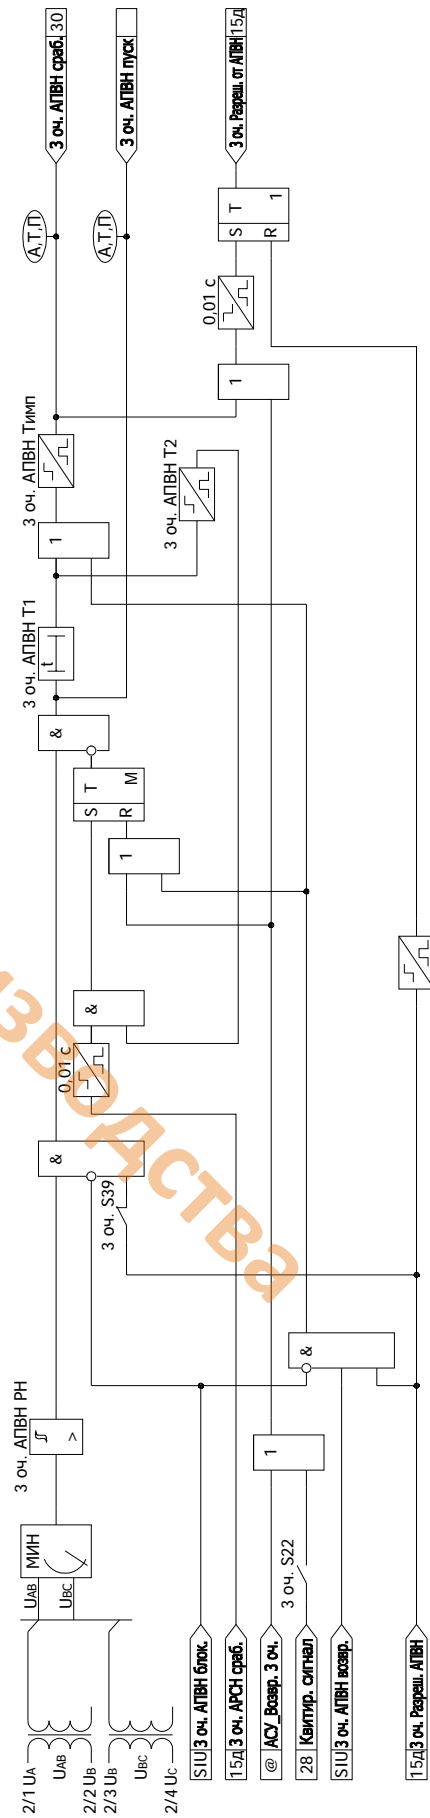 3 оч. АПВН сраб. 30
3 оч. АПВН пуск
3 оч. Разреш. от АПВН 15д
А,Т,П
А,Т,П
S T
R 1
0,01 с
1
3 оч. АПВН Тимп
3 оч. АПВН Т2
1
3 оч. АПВН Т1
t
&
S T
R M
1
&
0,01 с
&
3 оч. S39
изводства
&
3 оч. АПВН РН
>
1
3 оч. S22
МИН
UAB
UBC
2/1 UA
UAB
2/2 UB
2/3 UB
UBC
2/4 UC
SIU 3 оч. АПВН блок.
15д 3 оч. АРСН сраб.
@ АСУ_Возвр. 3 оч.
28 Квитир. сигнал
SIU 3 оч. АПВН возвр.
15д 3 оч. Разреш. АПВН